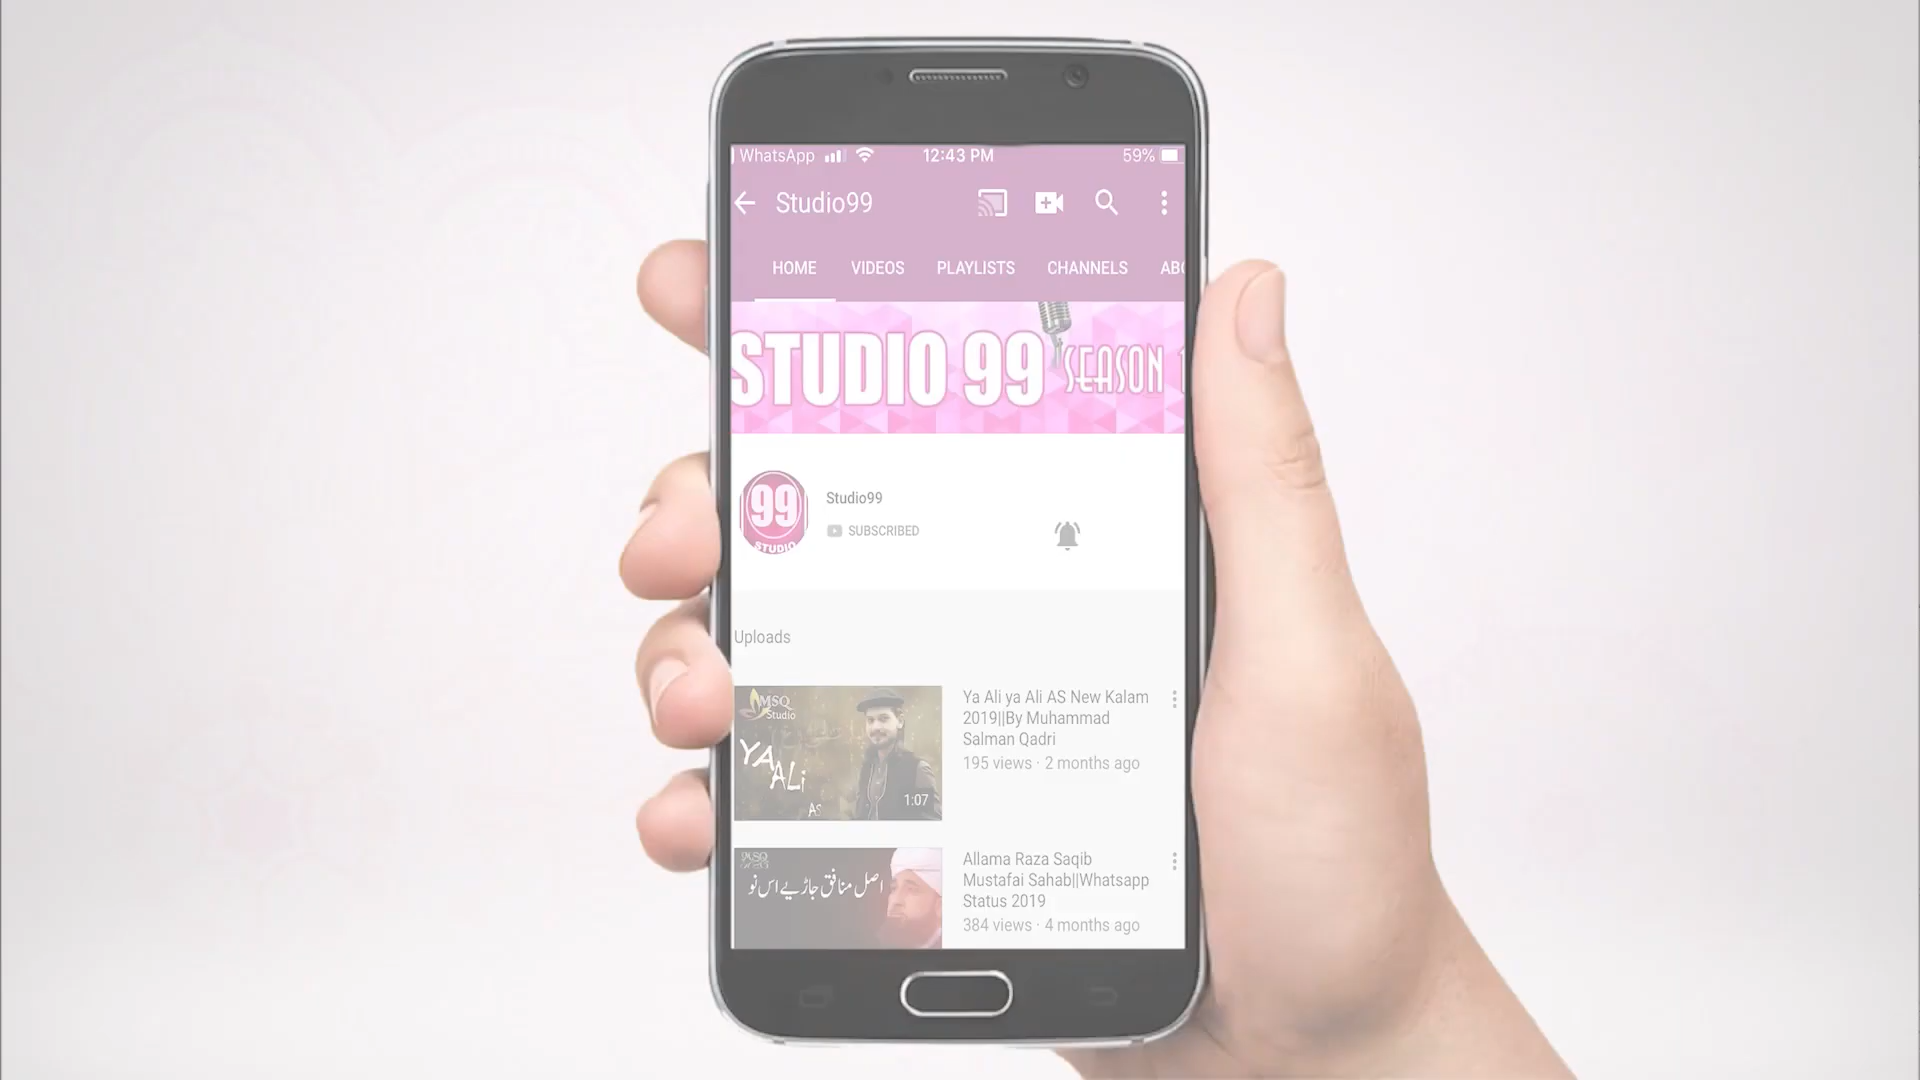 WhatsApp 12:43 PM 59%
Studio99
HOME VIDEOS PLAYLISTS CHANNELS ABO
STUDIO 99 SEASON 1
99
STUDIO
Studio99
SUBSCRIBED
Uploads
MSQ
Studio
YA
ALi
As
1:07
Ya Ali ya Ali AS New Kalam
2019||By Muhammad
Salman Qadri
195 views · 2 months ago
MSQ
اصل منافق جاڑیے اس نو
Allama Raza Saqib
Mustafai Sahab||Whatsapp
Status 2019
384 views · 4 months ago